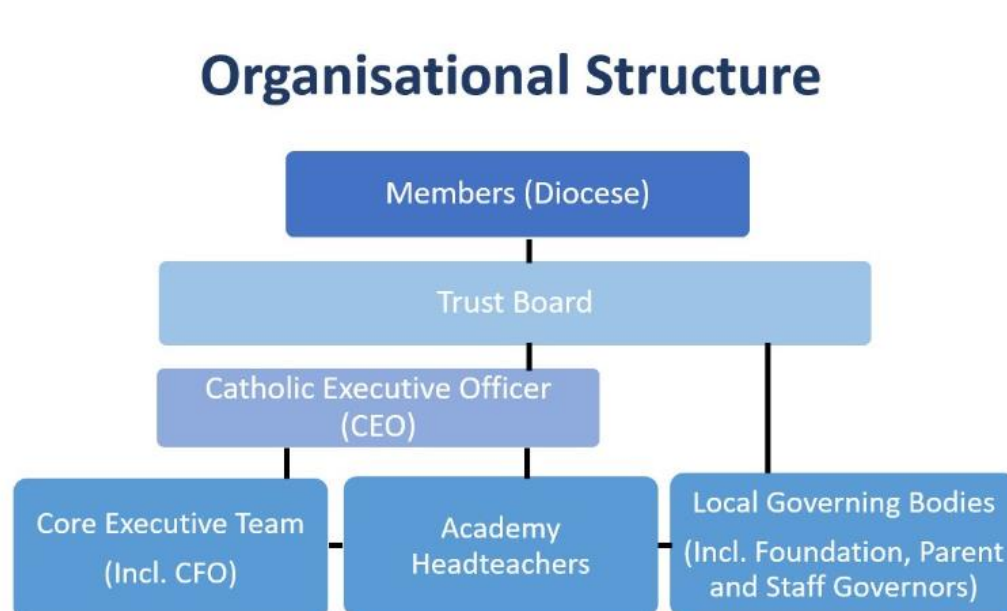 Organisational Structure
Members (Diocese)
Trust Board
Catholic Executive Officer
(CEO)
Core Executive Team
(Incl. CFO)
Academy
Headteachers
Local Governing Bodies
(Incl. Foundation, Parent
and Staff Governors)